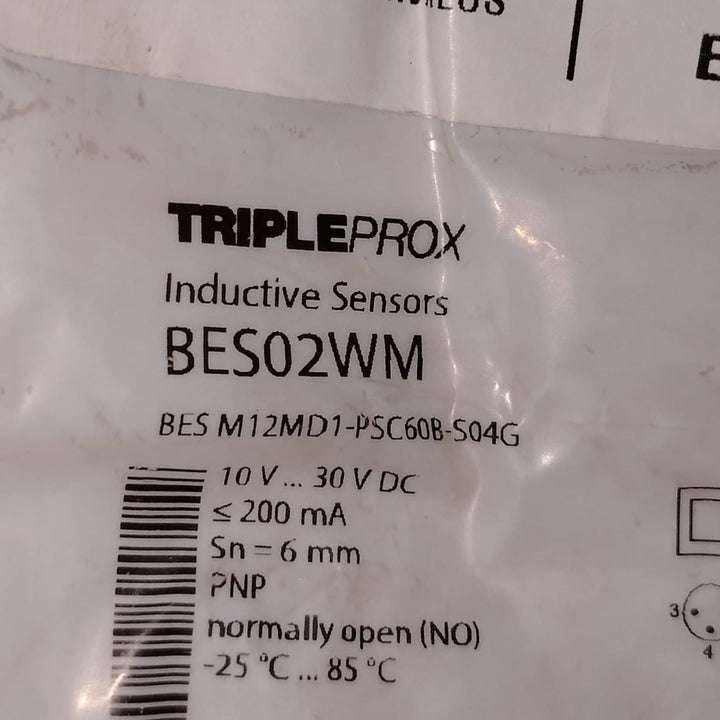 TRIPLEPROX
Inductive Sensors
BES02WM
BES M12MD1-PSC60B-S04G
10 V ... 30 V DC
≤ 200 mA
Sn = 6 mm
PNP
normally open (NO)
-25 °C ... 85 °C
3
4